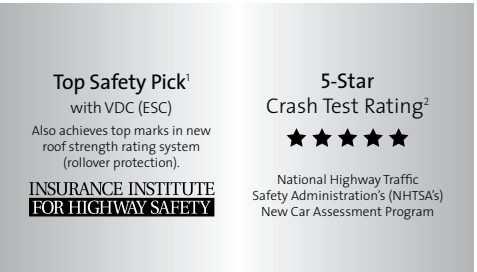 Top Safety Pick¹
with VDC (ESC)
Also achieves top marks in new
roof strength rating system
(rollover protection).
INSURANCE INSTITUTE
FOR HIGHWAY SAFETY
5-Star
Crash Test Rating²
★★★★★
National Highway Traffic
Safety Administration’s (NHTSA’s)
New Car Assessment Program